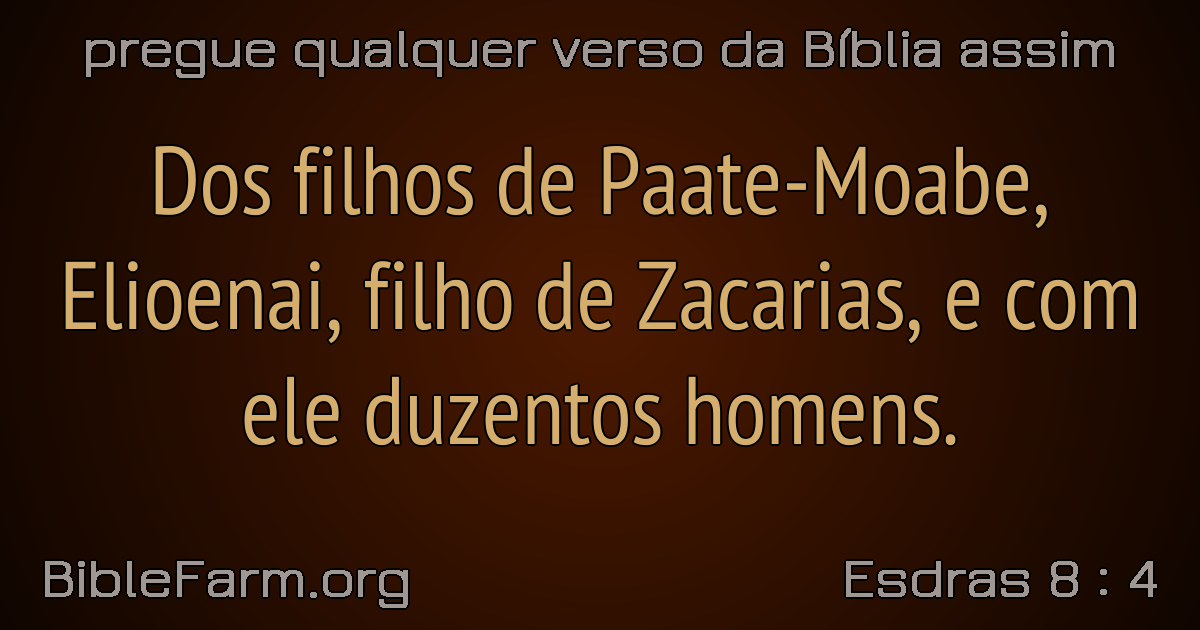 pregue qualquer verso da Bíblia assim
Dos filhos de Paate-Moabe,
Elioenai, filho de Zacarias, e com
ele duzentos homens.
BibleFarm.org
Esdras 8 : 4